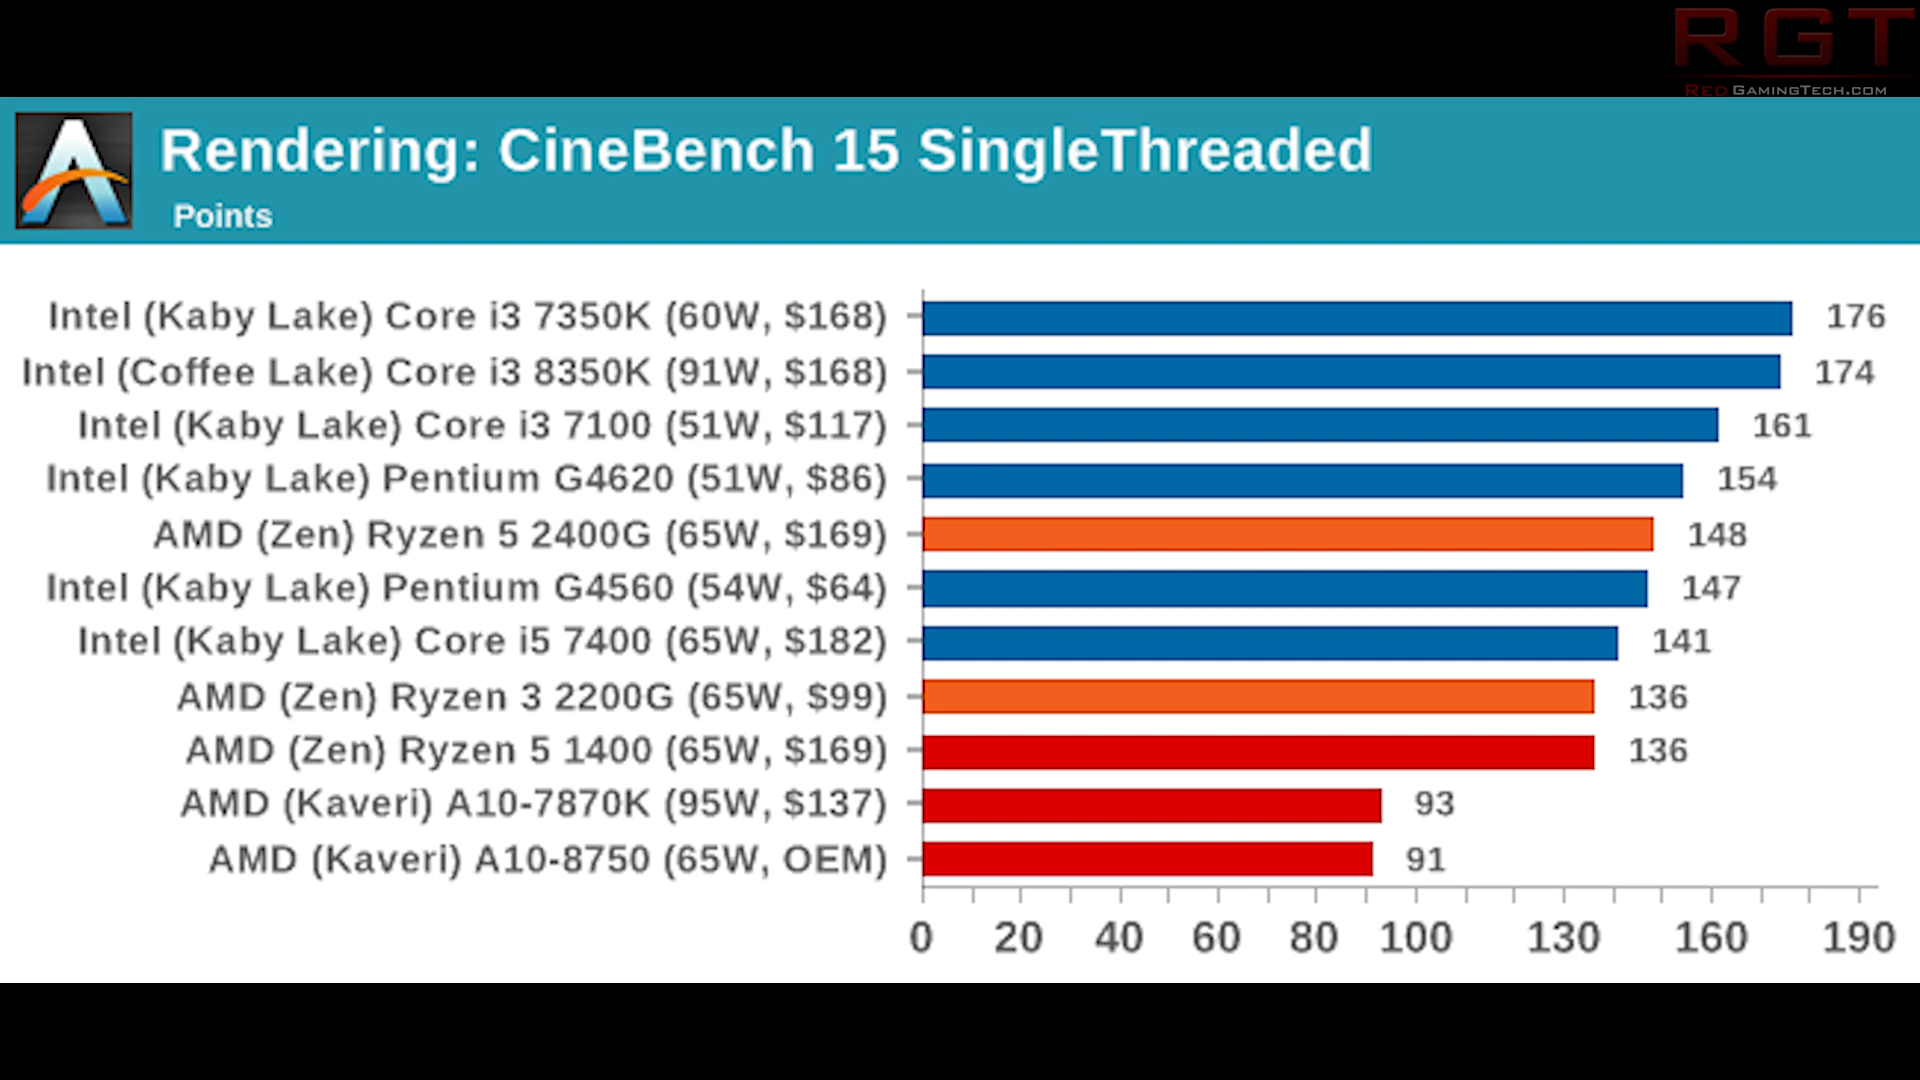 RGT
RED GAMINGTECH.COM
Rendering: CineBench 15 SingleThreaded
Points
Intel (Kaby Lake) Core i3 7350K (60W, $168) 176
Intel (Coffee Lake) Core i3 8350K (91W, $168) 174
Intel (Kaby Lake) Core i3 7100 (51W, $117) 161
Intel (Kaby Lake) Pentium G4620 (51W, $86) 154
AMD (Zen) Ryzen 5 2400G (65W, $169) 148
Intel (Kaby Lake) Pentium G4560 (54W, $64) 147
Intel (Kaby Lake) Core i5 7400 (65W, $182) 141
AMD (Zen) Ryzen 3 2200G (65W, $99) 136
AMD (Zen) Ryzen 5 1400 (65W, $169) 136
AMD (Kaveri) A10-7870K (95W, $137) 93
AMD (Kaveri) A10-8750 (65W, OEM) 91
0 20 40 60 80 100 130 160 190